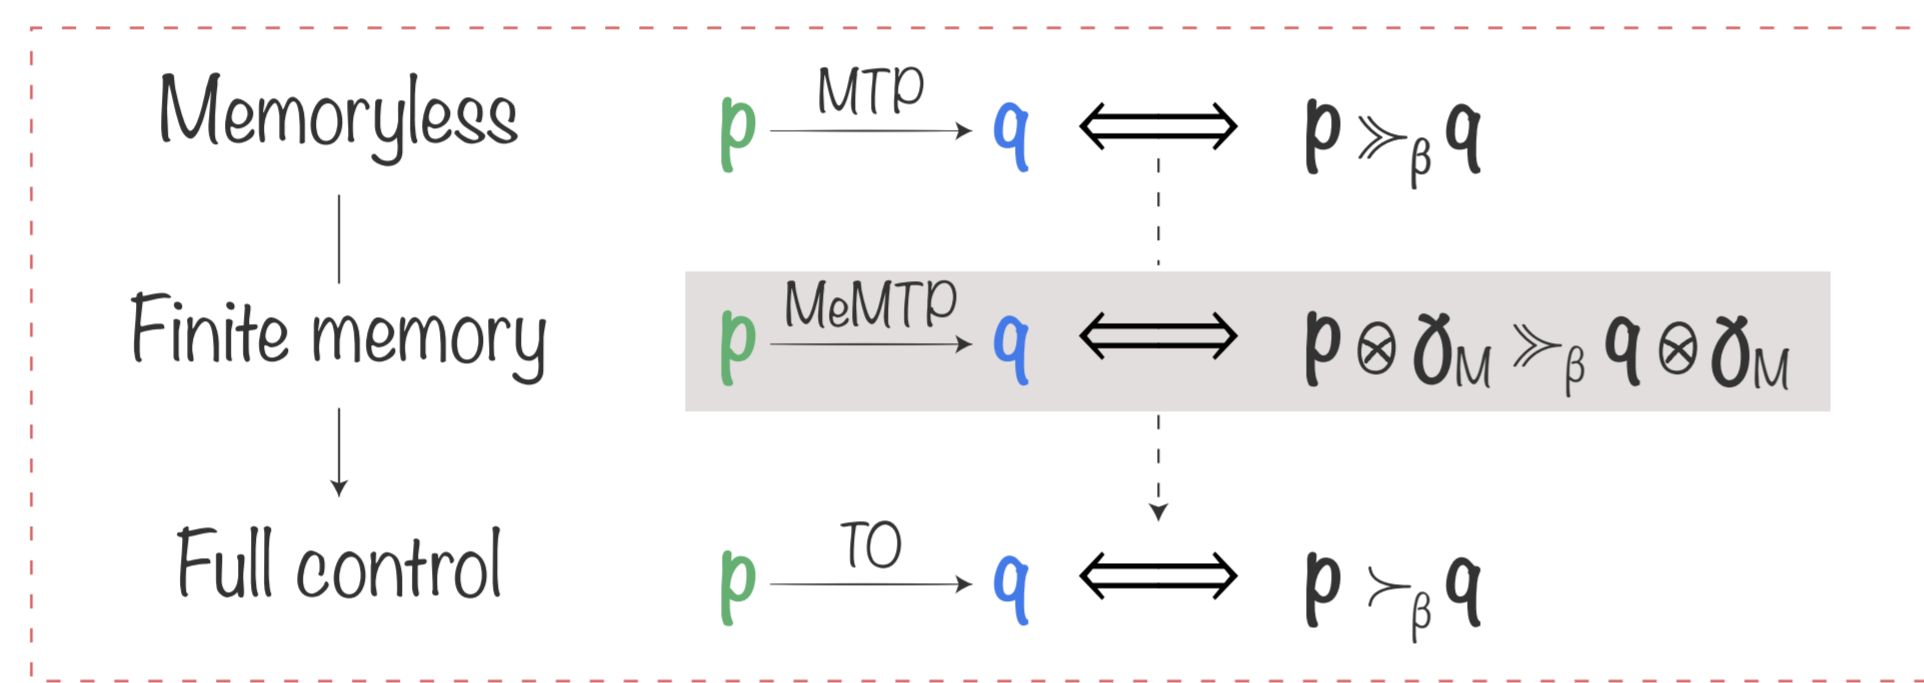 Memoryless p MTP q ⟺ p ⪼β q
Finite memory p MeMTP q ⟺ p ⊗ γM ⪼β q ⊗ γM
Full control p TO q ⟺ p ≻β q